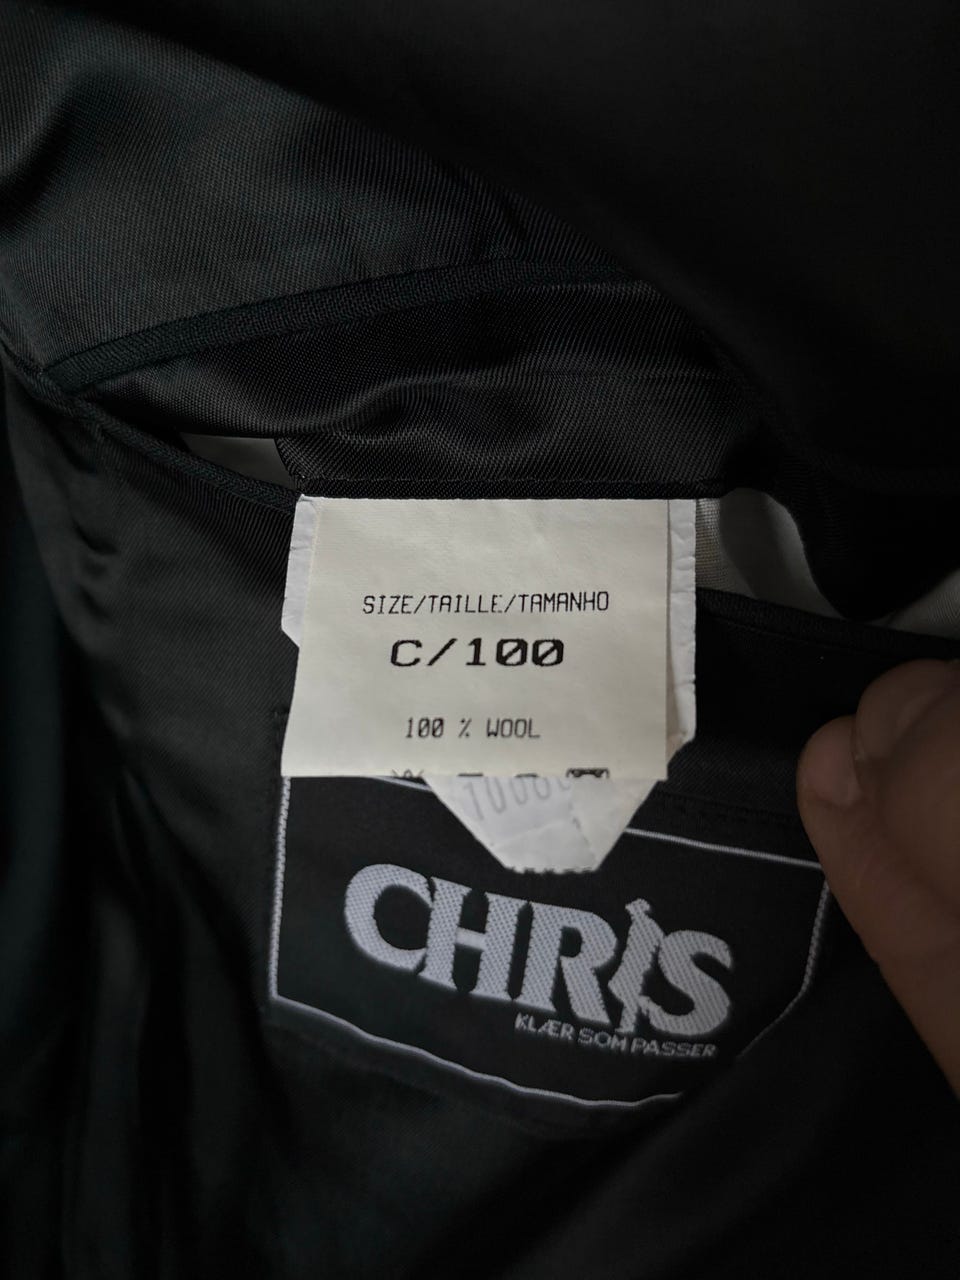 SIZE/TAILLE/TAMANHO
C/100
100 % WOOL
CHRIS
KLÆR SOM PASSER